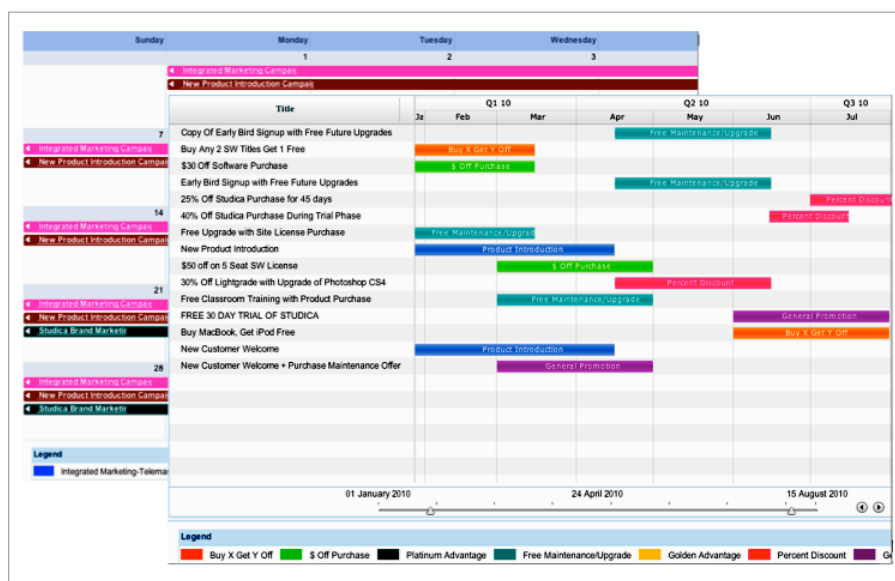 Sunday Monday Tuesday Wednesday
1 2 3
Integrated Marketing Campaig
New Product Introduction Campaig
Title Q1 10 Q2 10 Q3 10
Ja Feb Mar Apr May Jun Jul
7
Integrated Marketing Campaig
New Product Introduction Campai
14
Integrated Marketing Campaig
New Product Introduction Campai
21
Integrated Marketing Campaig
New Product Introduction Campai
Studica Brand Marketin
28
Integrated Marketing Campaig
New Product Introduction Campai
Studica Brand Marketin
Legend
Integrated Marketing-Telemar
Copy Of Early Bird Signup with Free Future Upgrades Free Maintenance/Upgrade
Buy Any 2 SW Titles Get 1 Free Buy X Get Y Off
$30 Off Software Purchase $ Off Purchase
Early Bird Signup with Free Future Upgrades Free Maintenance/Upgrade
25% Off Studica Purchase for 45 days Percent Discount
40% Off Studica Purchase During Trial Phase Percent Discount
Free Upgrade with Site License Purchase Free Maintenance/Upgrad
New Product Introduction Product Introduction
$50 off on 5 Seat SW License $ Off Purchase
30% Off Lightgrade with Upgrade of Photoshop CS4 Percent Discount
Free Classroom Training with Product Purchase Free Maintenance/Upgrade
FREE 30 DAY TRIAL OF STUDICA General Promotion
Buy MacBook, Get iPod Free Buy X Get Y Off
New Customer Welcome Product Introduction
New Customer Welcome + Purchase Maintenance Offer General Promotion
01 January 2010 24 April 2010 15 August 2010
Legend
Buy X Get Y Off $ Off Purchase Platinum Advantage Free Maintenance/Upgrade Golden Advantage Percent Discount Ge